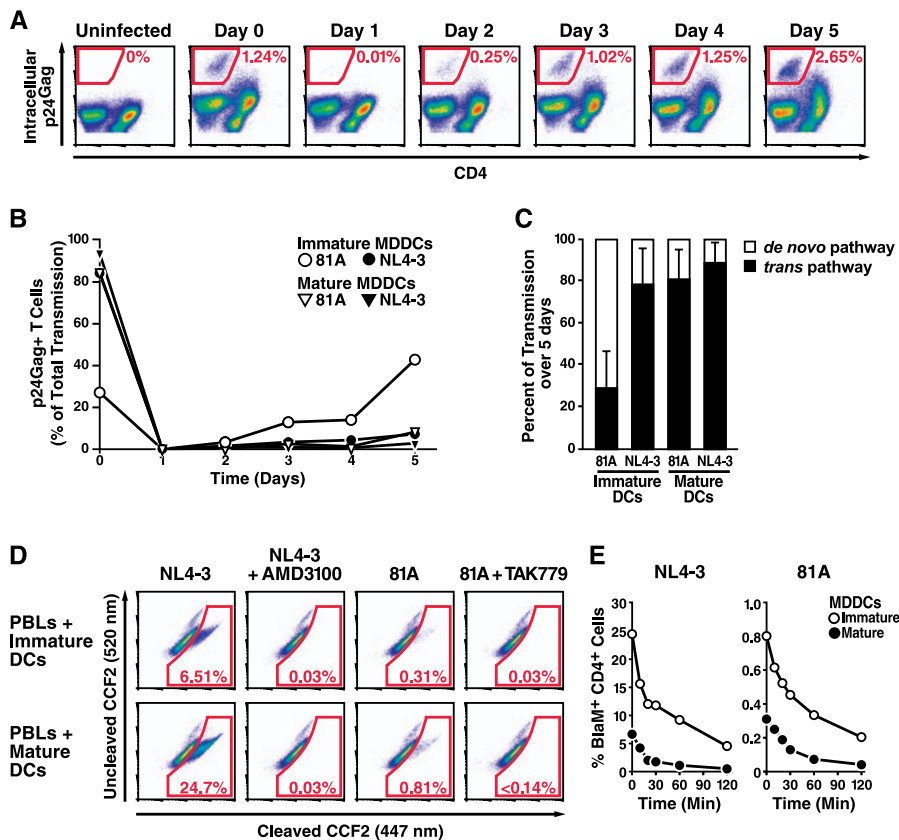 A
Uninfected Day 0 Day 1 Day 2 Day 3 Day 4 Day 5
Intracellular
p24Gag
0% 1.24% 0.01% 0.25% 1.02% 1.25% 2.65%
CD4
B
p24Gag+ T Cells
(% of Total Transmission)
100
80
60
40
20
0
0 1 2 3 4 5
Time (Days)
Immature MDDCs
81A NL4-3
Mature MDDCs
81A NL4-3
C
Percent of Transmission
over 5 days
100
80
60
40
20
0
81A NL4-3 81A NL4-3
Immature Mature
DCs DCs
de novo pathway
trans pathway
D
NL4-3
NL4-3
+ AMD3100
81A
81A + TAK779
PBLs +
Immature
DCs
6.51% 0.03% 0.31% 0.03%
PBLs +
Mature
DCs
24.7% 0.03% 0.81% <0.14%
Uncleaved CCF2 (520 nm)
Cleaved CCF2 (447 nm)
E
NL4-3 81A
% BlaM+ CD4+ Cells
30
25
20
15
10
5
0
0 30 60 90 120
Time (Min)
1.0
0.8
0.6
0.4
0.2
0
0 30 60 90 120
Time (Min)
MDDCs
Immature
Mature